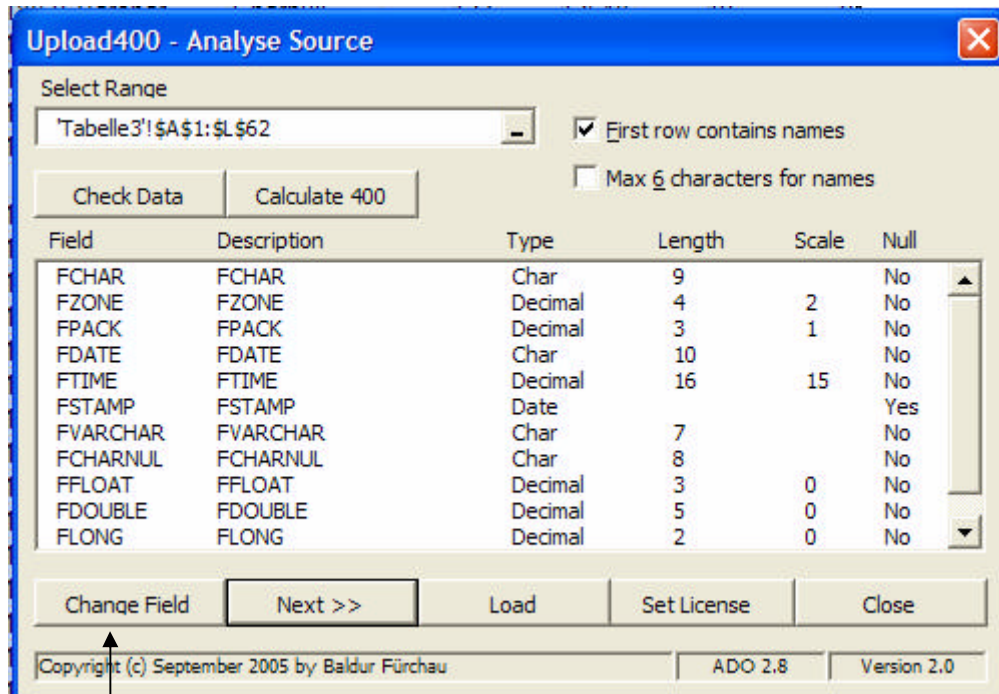 Upload400 - Analyse Source
Select Range
'Tabelle3'!$A$1:$L$62
First row contains names
Max 6 characters for names
Check Data Calculate 400
Field Description Type Length Scale Null
FCHAR FCHAR Char 9 No
FZONE FZONE Decimal 4 2 No
FPACK FPACK Decimal 3 1 No
FDATE FDATE Char 10 No
FTIME FTIME Decimal 16 15 No
FSTAMP FSTAMP Date Yes
FVARCHAR FVARCHAR Char 7 No
FCHARNUL FCHARNUL Char 8 No
FFLOAT FFLOAT Decimal 3 0 No
FDOUBLE FDOUBLE Decimal 5 0 No
FLONG FLONG Decimal 2 0 No
Change Field Next >> Load Set License Close
Copyright (c) September 2005 by Baldur Fürchau ADO 2.8 Version 2.0